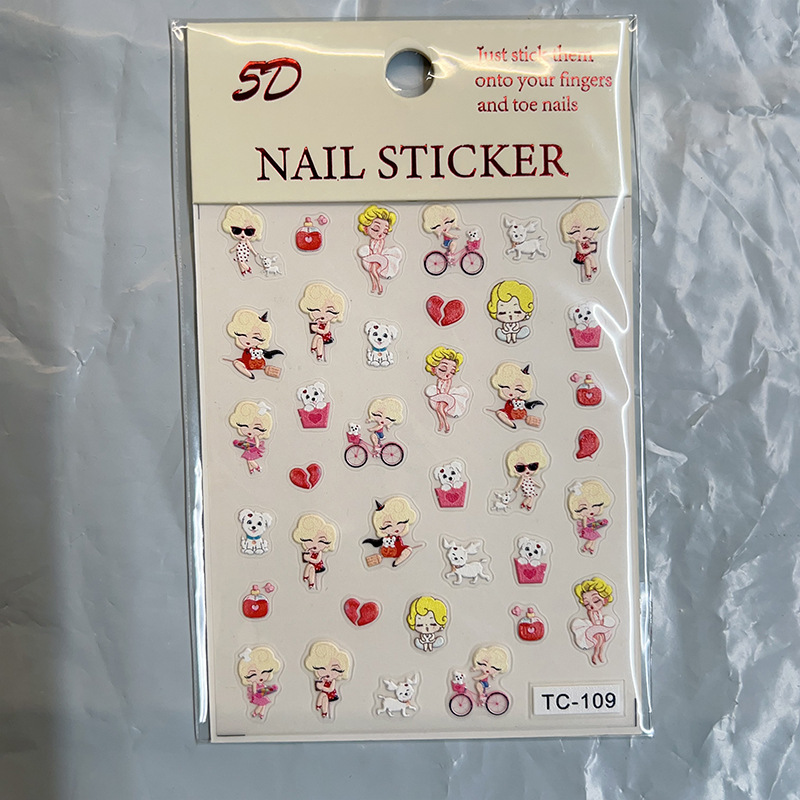 5D
Just stick them
onto your fingers
and toe nails
NAIL STICKER
TC-109